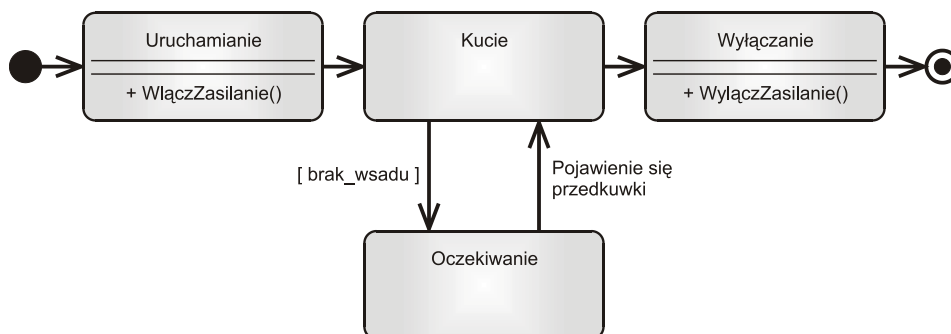 Uruchamianie
+ WłączZasilanie()
Kucie
Wyłączanie
+ WyłączZasilanie()
[ brak_wsadu ]
Pojawienie się
przedkuwki
Oczekiwanie